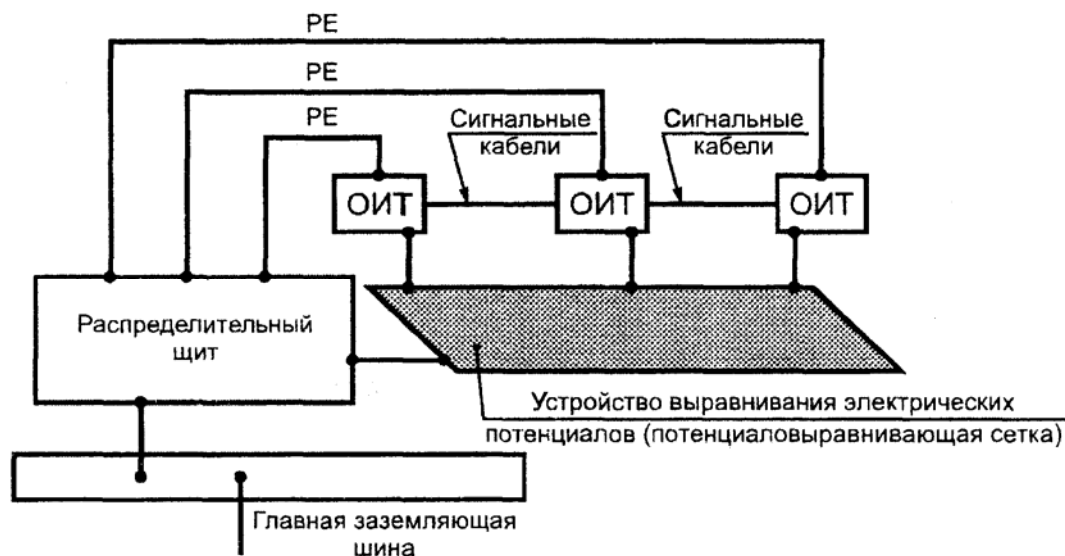 PE
PE
PE
Сигнальные
кабели
Сигнальные
кабели
ОИТ
ОИТ
ОИТ
Распределительный
щит
Устройство выравнивания электрических
потенциалов (потенциаловыравнивающая сетка)
Главная заземляющая
шина